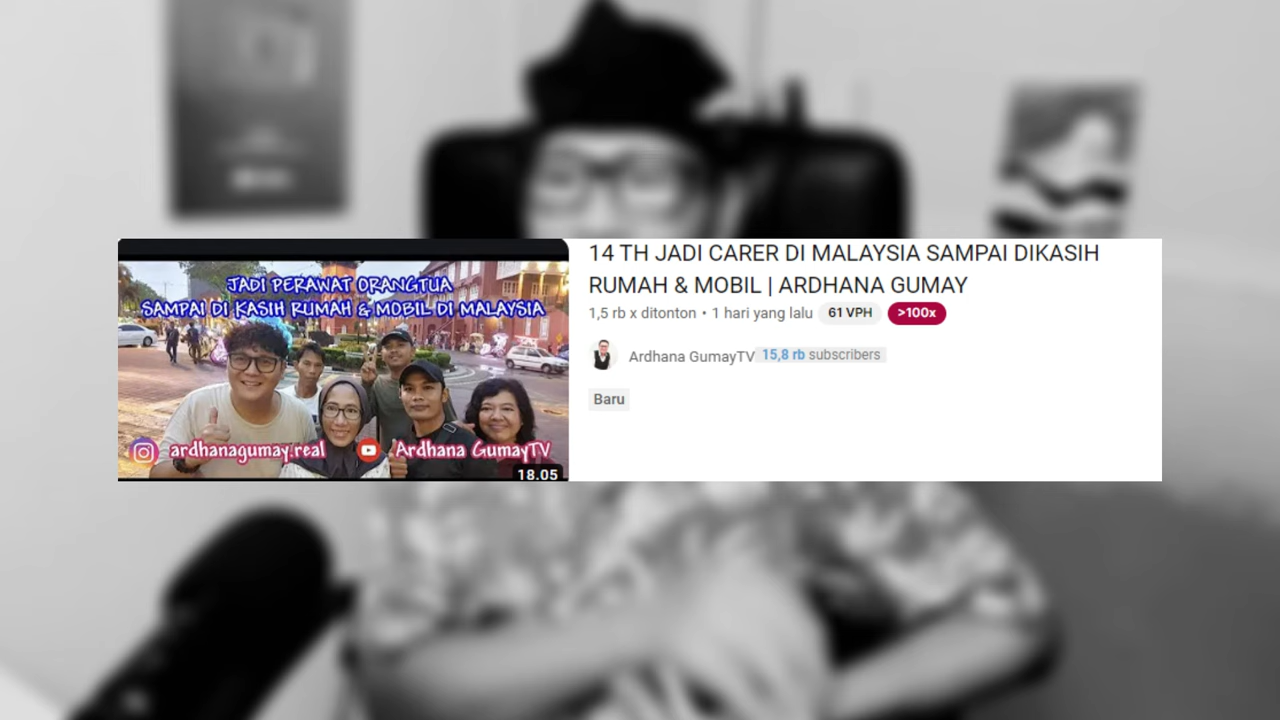 JADI PERAWAT ORANGTUA
SAMPAI DI KASIH RUMAH & MOBIL DI MALAYSIA
ardhanagumay.real
Ardhana GumayTV
18.05
14 TH JADI CARER DI MALAYSIA SAMPAI DIKASIH
RUMAH & MOBIL | ARDHANA GUMAY
1,5 rb x ditonton • 1 hari yang lalu 61 VPH >100x
Ardhana GumayTV 15,8 rb subscribers
Baru